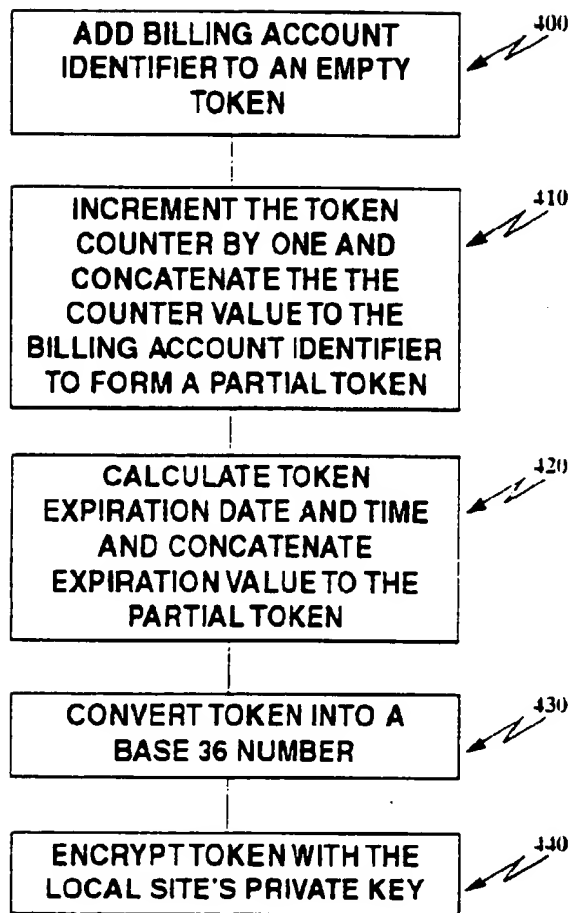 ADD BILLING ACCOUNT
IDENTIFIER TO AN EMPTY
TOKEN
400
INCREMENT THE TOKEN
COUNTER BY ONE AND
CONCATENATE THE THE
COUNTER VALUE TO THE
BILLING ACCOUNT IDENTIFIER
TO FORM A PARTIAL TOKEN
410
CALCULATE TOKEN
EXPIRATION DATE AND TIME
AND CONCATENATE
EXPIRATION VALUE TO THE
PARTIAL TOKEN
420
CONVERT TOKEN INTO A
BASE 36 NUMBER
430
ENCRYPT TOKEN WITH THE
LOCAL SITE'S PRIVATE KEY
440